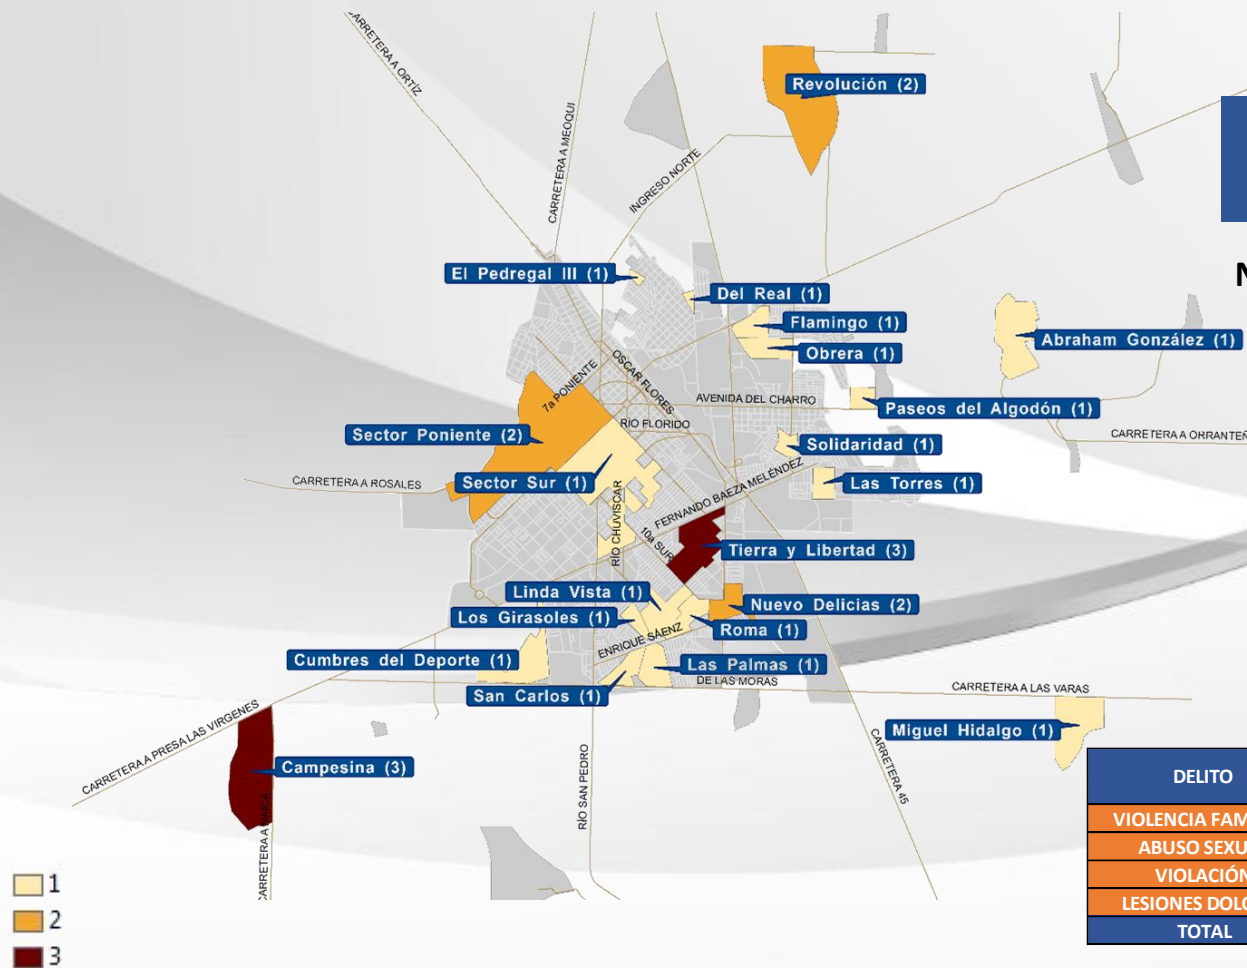 CARRETERA A ORTÍZ
Revolución (2)
CARRETERA A MEOQUI
INGRESO NORTE
El Pedregal III (1)
N
Del Real (1)
Flamingo (1)
Abraham González (1)
Obrera (1)
OSCAR FLORES
7a PONIENTE
AVENIDA DEL CHARRO
Paseos del Algodón (1)
RIO FLORIDO
Sector Poniente (2)
CARRETERA A OHRANTEÑ
Solidaridad (1)
CARRETERA A ROSALES
Sector Sur (1)
Las Torres (1)
FERNANDO BAEZA MELÉNDEZ
RÍO CHUVISCAR
10a SUR
Tierra y Libertad (3)
Linda Vista (1)
Nuevo Delicias (2)
Los Girasoles (1)
Roma (1)
ENRIQUE SÁENZ
Cumbres del Deporte (1)
Las Palmas (1)
DE LAS MORAS
CARRETERA A LAS VARAS
San Carlos (1)
Miguel Hidalgo (1)
CARRETERA A PRESA LAS VIRGENES
CARRETERA 45
Campesina (3)
RÍO SAN PEDRO
CARRETERA A
DELITO
VIOLENCIA FAM
ABUSO SEXU
VIOLACIÓN
LESIONES DOLO
TOTAL
1
2
3